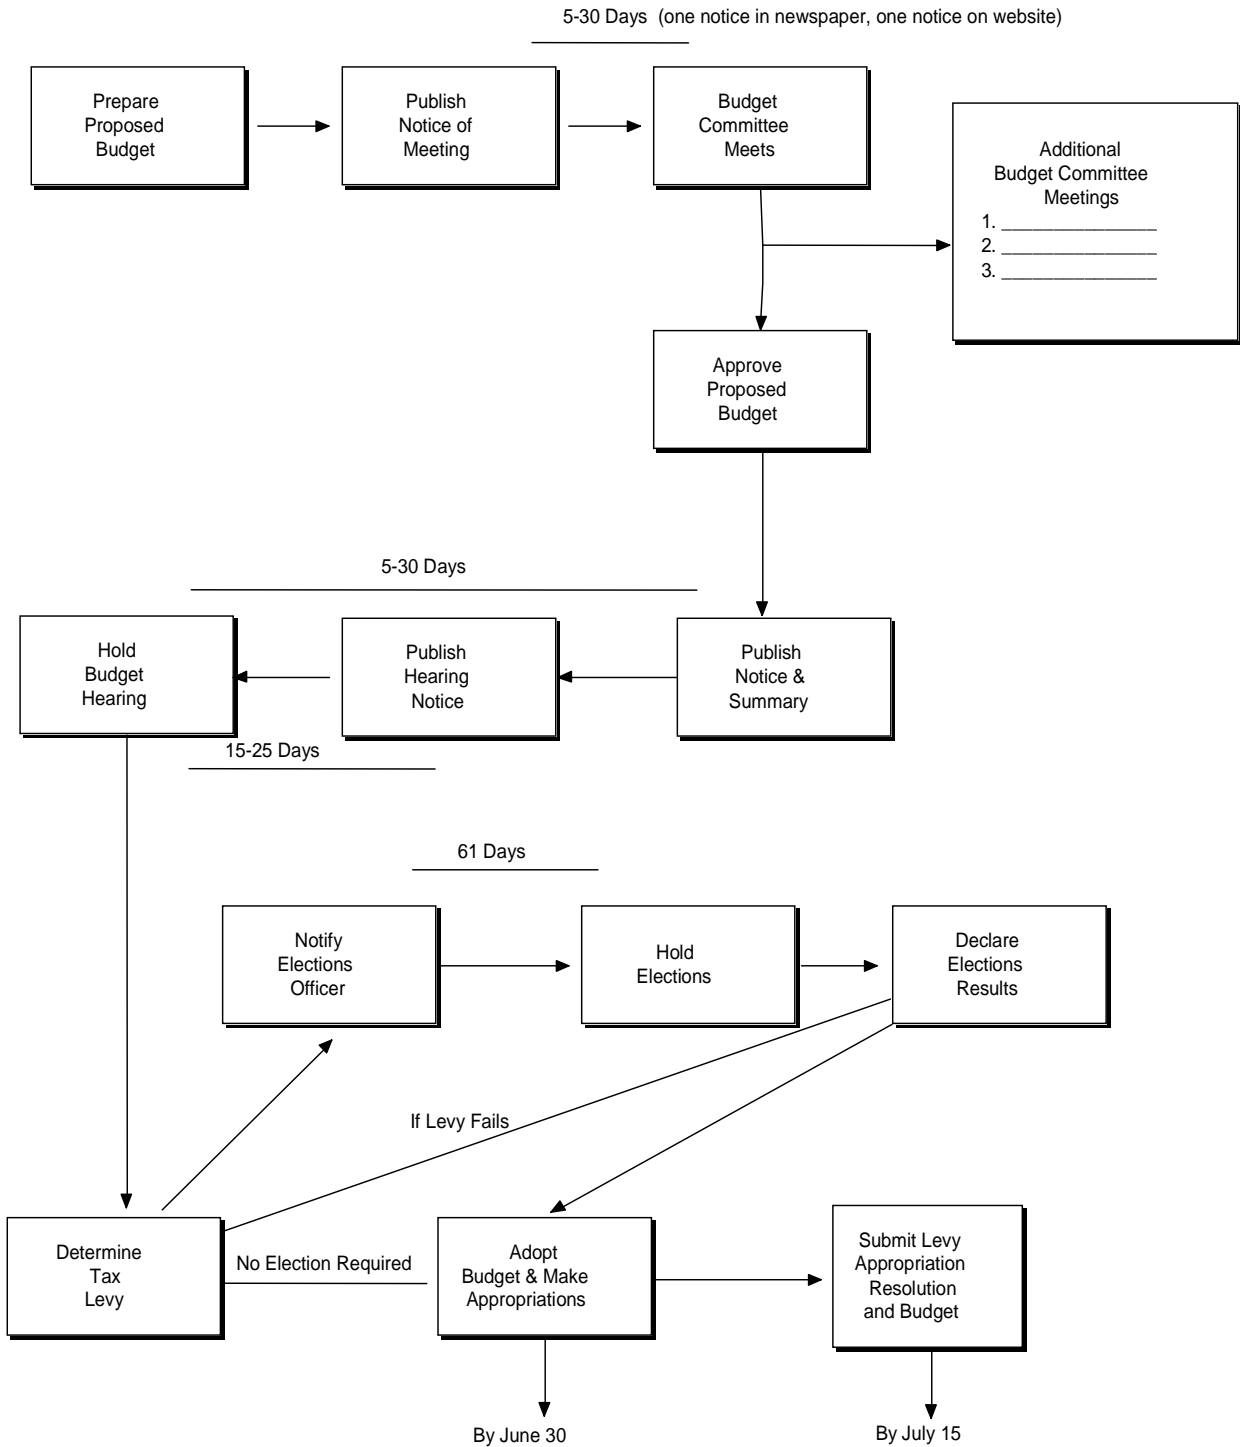 5-30 Days  (one notice in newspaper, one notice on website)
Prepare
Proposed
Budget
Publish
Notice of
Meeting
Budget
Committee
Meets
Additional
Budget Committee
Meetings
1. _______________
2. _______________
3. _______________
Approve
Proposed
Budget
5-30 Days
Hold
Budget
Hearing
Publish
Hearing
Notice
Publish
Notice &
Summary
15-25 Days
61 Days
Notify
Elections
Officer
Hold
Elections
Declare
Elections
Results
If Levy Fails
Determine
Tax
Levy
No Election Required
Adopt
Budget & Make
Appropriations
Submit Levy
Appropriation
Resolution
and Budget
By June 30
By July 15